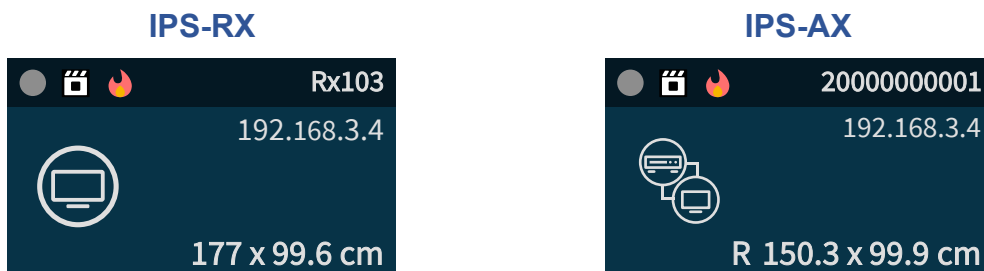 IPS-RX
Rx103
192.168.3.4
177 x 99.6 cm
IPS-AX
20000000001
192.168.3.4
R 150.3 x 99.9 cm